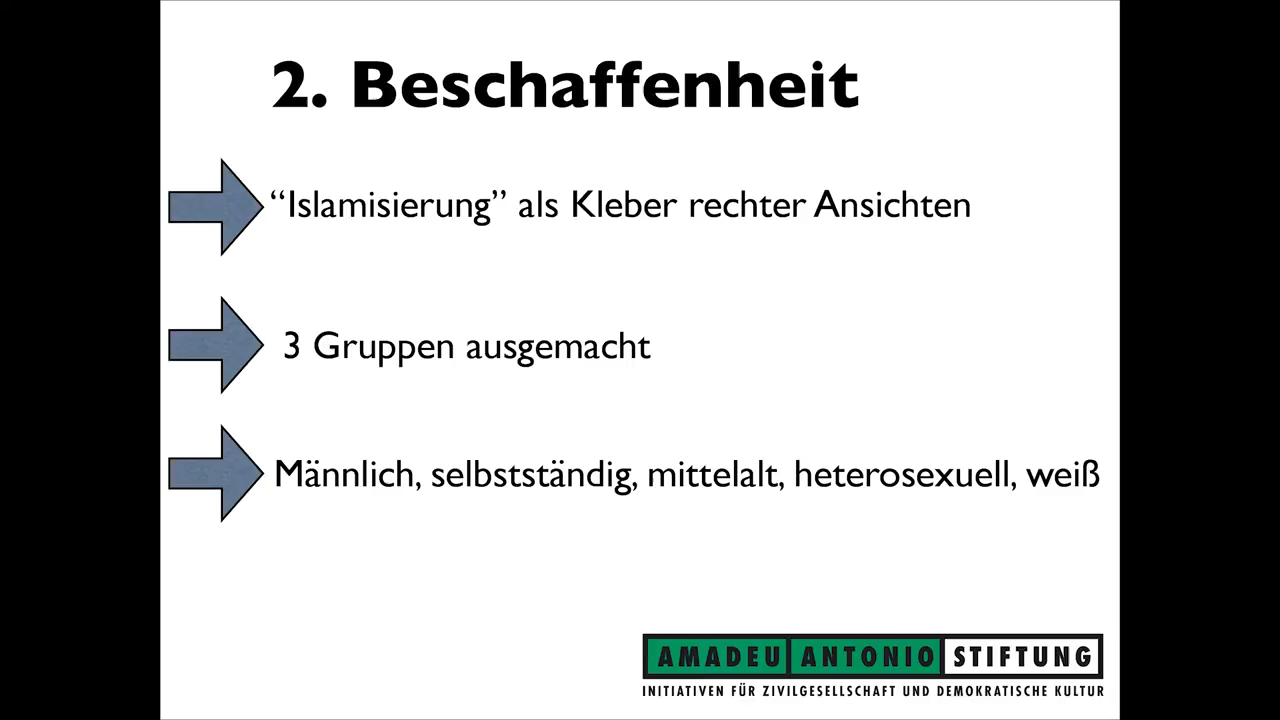 2. Beschaffenheit
“Islamisierung” als Kleber rechter Ansichten
3 Gruppen ausgemacht
Männlich, selbstständig, mittelalt, heterosexuell, weiß
AMADEU ANTONIO STIFTUNG
INITIATIVEN FÜR ZIVILGESELLSCHAFT UND DEMOKRATISCHE KULTUR